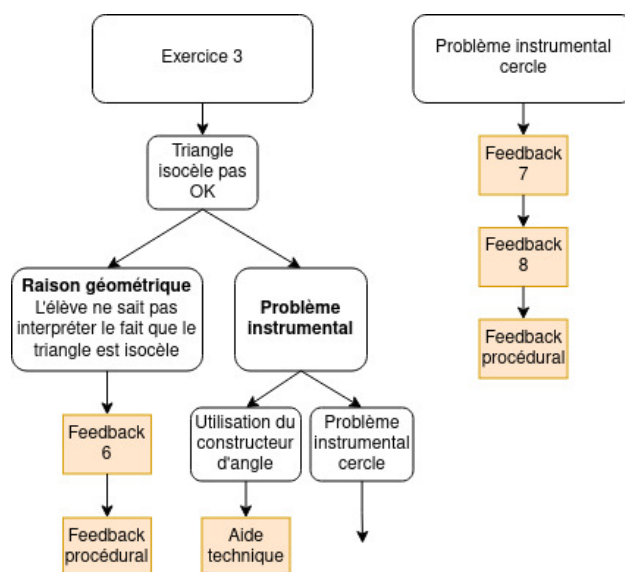 Exercice 3
Triangle
isocèle pas
OK
Raison géométrique
L'élève ne sait pas
interpréter le fait que le
triangle est isocèle
Problème
instrumental
Feedback
6
Feedback
procédural
Utilisation du
constructeur
d'angle
Aide
technique
Problème
instrumental
cercle
Problème instrumental
cercle
Feedback
7
Feedback
8
Feedback
procédural